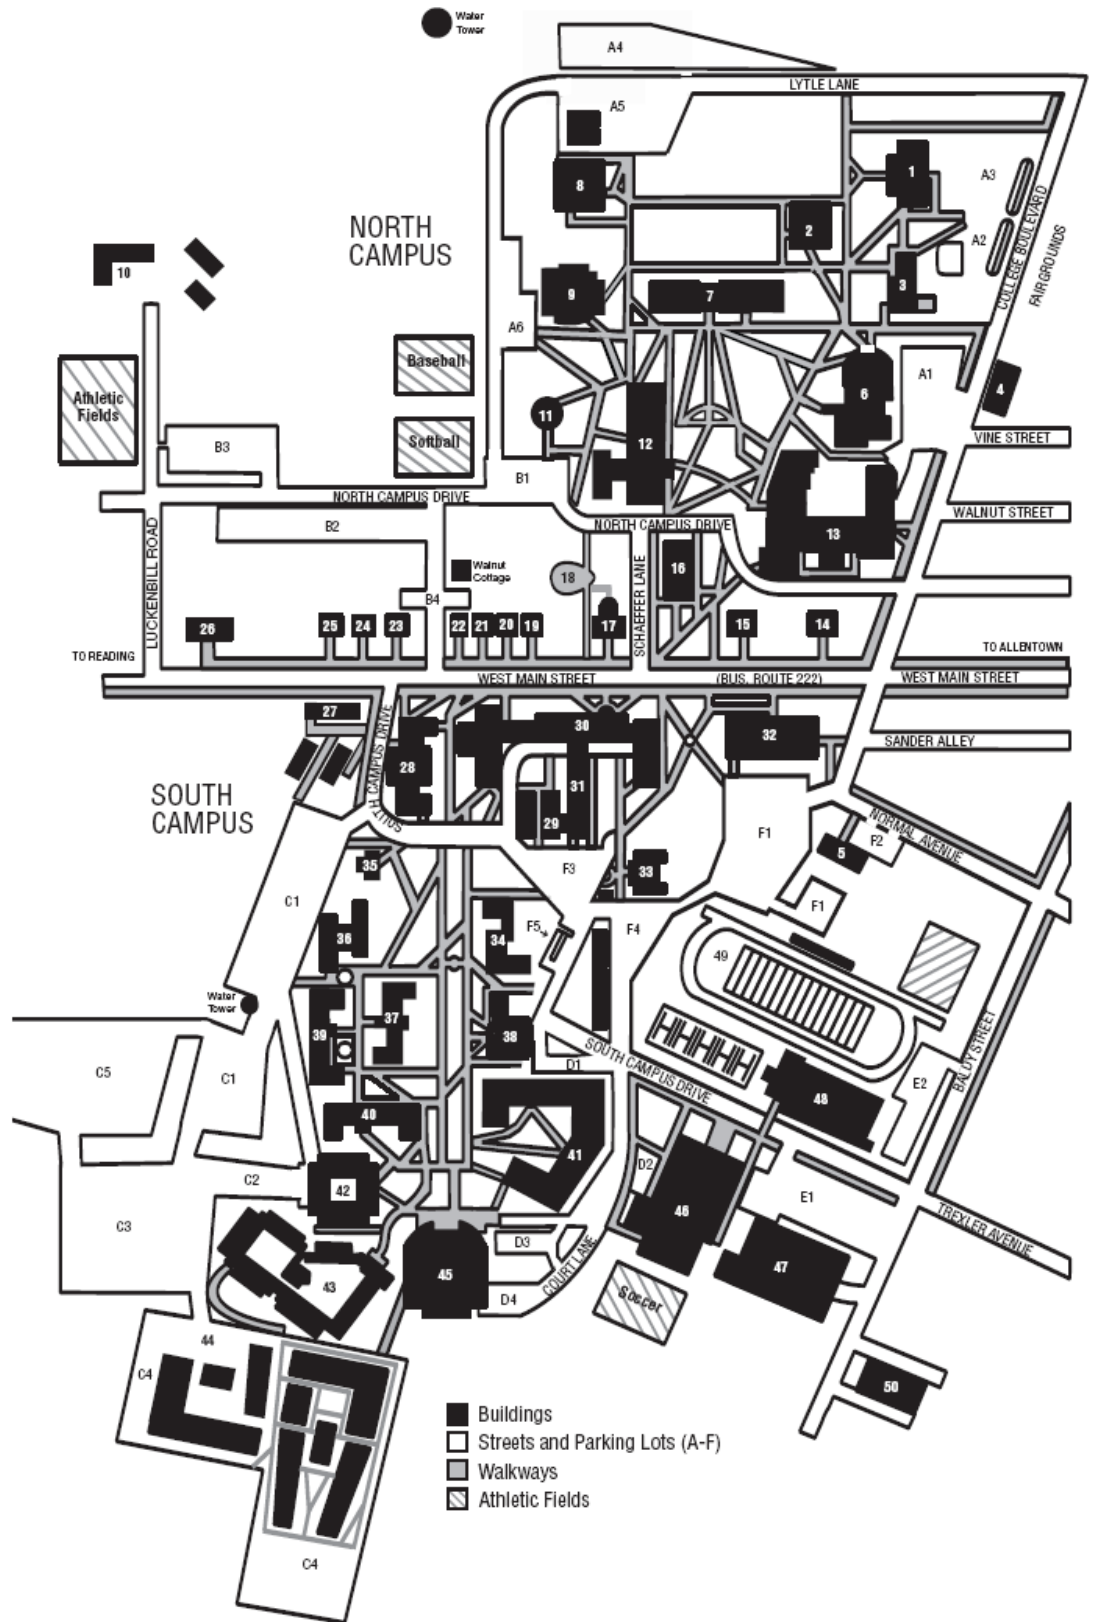 Water
Tower
A4
LYTLE LANE
A5
1
A3
8
COLLEGE BOULEVARD
FAIRGROUNDS
NORTH
CAMPUS
2
A2
10
3
9
7
A6
Baseball
A1
Athletic
Fields
4
6
11
Softball
12
VINE STREET
B3
B1
NORTH CAMPUS DRIVE
WALNUT STREET
B2
NORTH CAMPUS DRIVE
13
LUCKENBILL ROAD
Walnut
Cottage
18
16
SCHAEFFER LANE
B4
26
25
24
23
22
21
20
19
17
15
14
TO READING
TO ALLENTOWN
WEST MAIN STREET
(BUS. ROUTE 222)
WEST MAIN STREET
27
30
32
SANDER ALLEY
SOUTH CAMPUS DRIVE
28
31
SOUTH
CAMPUS
29
F1
NORMAL AVENUE
F2
5
35
F3
33
C1
F1
36
34
F5
F4
49
Water
Tower
39
37
38
SOUTH CAMPUS DRIVE
BALDY STREET
C5
C1
D1
E2
40
48
41
D2
C2
42
E1
46
C3
TREXLER AVENUE
D3
COURT LANE
47
43
45
D4
Soccer
44
C4
50
Buildings
Streets and Parking Lots (A-F)
Walkways
Athletic Fields
C4